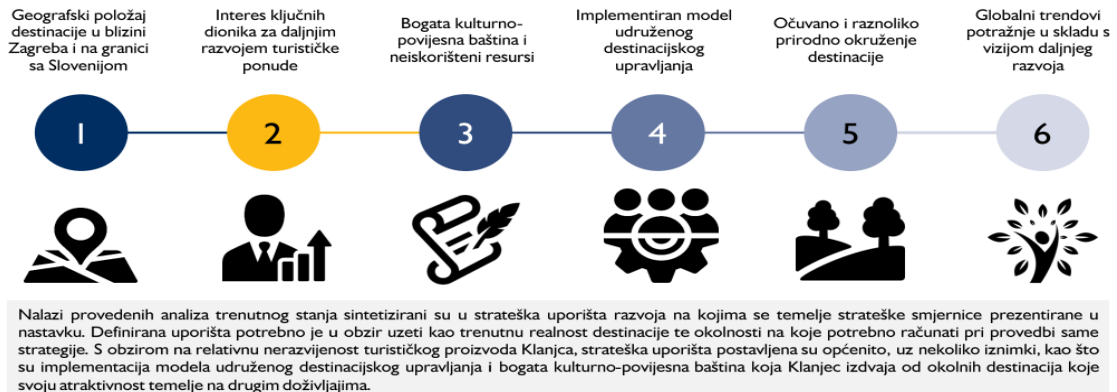 Geografski položaj
destinacije u blizini
Zagreba i na granici
sa Slovenijom
Interes ključnih
dionika za daljnjim
razvojem turističke
ponude
Bogata kulturno-
povijesna baština i
neiskorišteni resursi
Implementiran model
udruženog
destinacijskog
upravljanja
Očuvano i raznoliko
prirodno okruženje
destinacije
Globalni trendovi
potražnje u skladu s
vizijom daljnjeg
razvoja
1
2
3
4
5
6
Nalazi provedenih analiza trenutnog stanja sintetizirani su u strateška uporišta razvoja na kojima se temelje strateške smjernice prezentirane u
nastavku. Definirana uporišta potrebno je u obzir uzeti kao trenutnu realnost destinacije te okolnosti na koje potrebno računati pri provedbi same
strategije. S obzirom na relativnu nerazvijenost turističkog proizvoda Klanjca, strateška uporišta postavljena su općenito, uz nekoliko iznimki, kao što
su implementacija modela udruženog destinacijskog upravljanja i bogata kulturno-povijesna baština koja Klanjec izdvaja od okolnih destinacija koje
svoju atraktivnost temelje na drugim doživljajima.